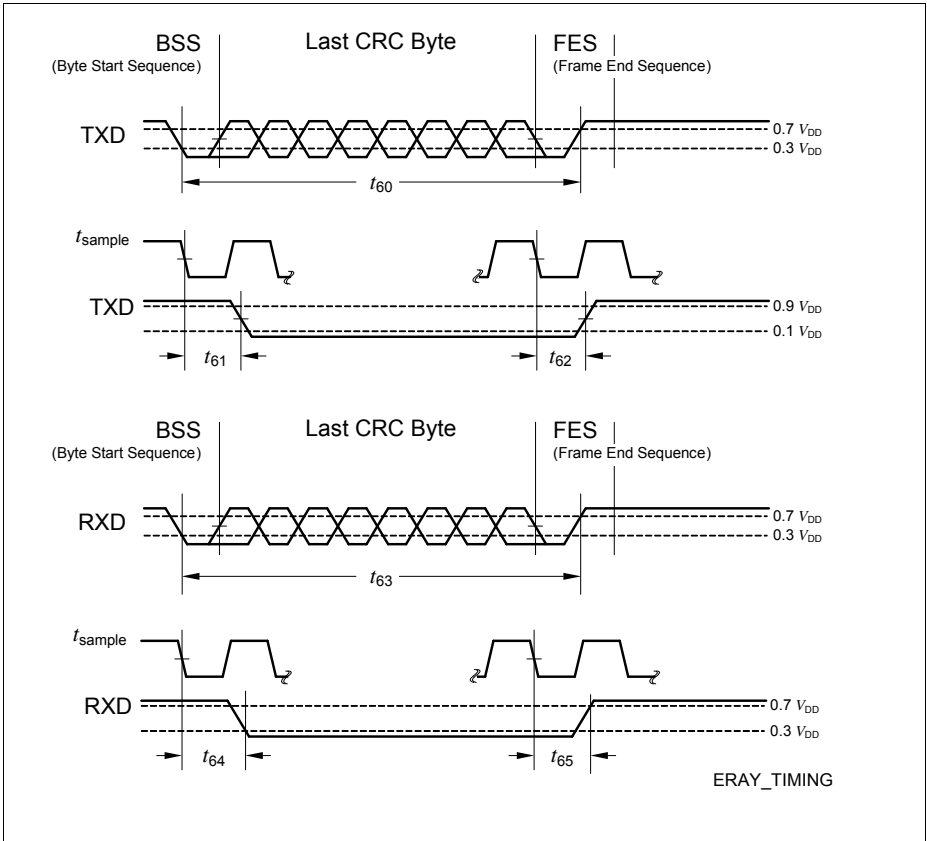 BSS Last CRC Byte FES
(Byte Start Sequence) (Frame End Sequence)
TXD 0.7 VDD
0.3 VDD
t60
tsample
TXD 0.9 VDD
0.1 VDD
t61 t62
BSS Last CRC Byte FES
(Byte Start Sequence) (Frame End Sequence)
RXD 0.7 VDD
0.3 VDD
t63
tsample
RXD 0.7 VDD
0.3 VDD
t64 t65
ERAY_TIMING